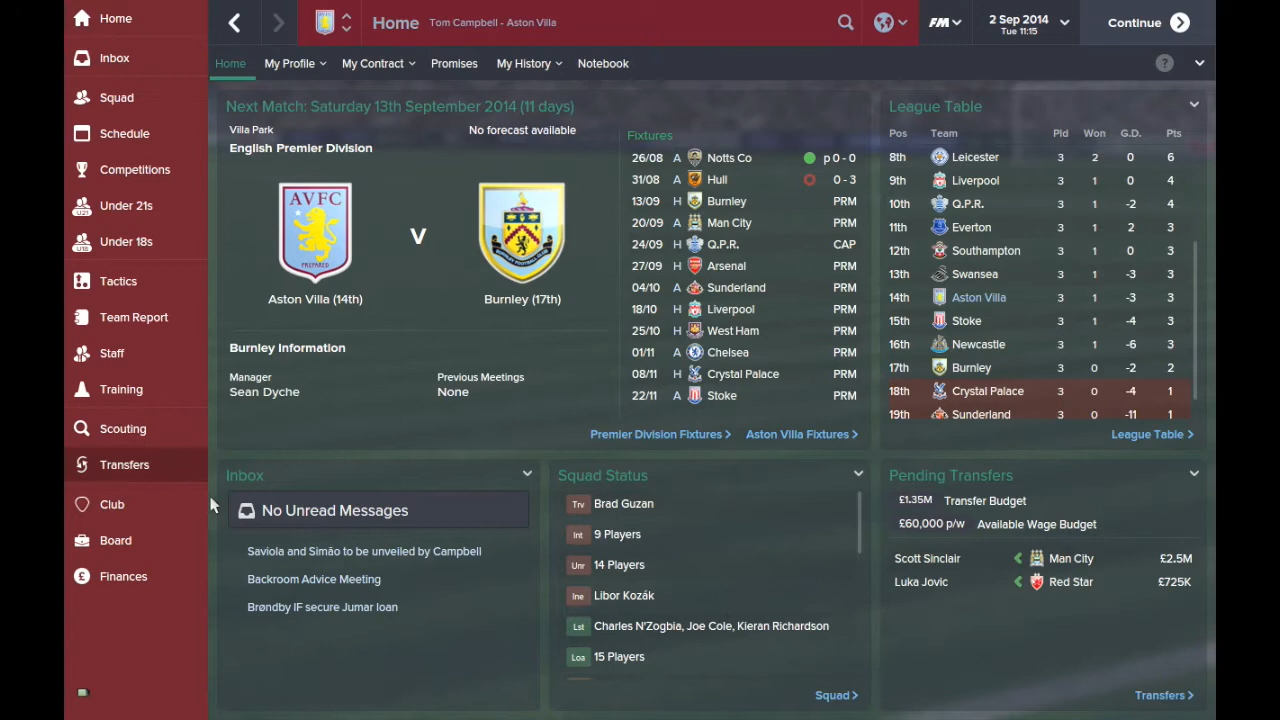 Home
Inbox
Squad
Schedule
Competitions
U21 Under 21s
U18 Under 18s
Tactics
Team Report
Staff
Training
Scouting
Transfers
Club
Board
£ Finances
Home Tom Campbell - Aston Villa
FM
2 Sep 2014
Tue 11:15
Continue
Home My Profile My Contract Promises My History Notebook ?
Next Match: Saturday 13th September 2014 (11 days)
Villa Park No forecast available
English Premier Division
AVFC
PREPARED
V
Aston Villa (14th) Burnley (17th)
Burnley Information
Manager Previous Meetings
Sean Dyche None
Fixtures
26/08 A Notts Co p 0 - 0
31/08 A Hull 0 - 3
13/09 H Burnley PRM
20/09 A Man City PRM
24/09 H Q.P.R. CAP
27/09 H Arsenal PRM
04/10 A Sunderland PRM
18/10 H Liverpool PRM
25/10 H West Ham PRM
01/11 A Chelsea PRM
08/11 H Crystal Palace PRM
22/11 A Stoke PRM
Premier Division Fixtures > Aston Villa Fixtures >
League Table
Pos Team Pld Won G.D. Pts
8th Leicester 3 2 0 6
9th Liverpool 3 1 0 4
10th Q.P.R. 3 1 -2 4
11th Everton 3 1 2 3
12th Southampton 3 1 0 3
13th Swansea 3 1 -3 3
14th Aston Villa 3 1 -3 3
15th Stoke 3 1 -4 3
16th Newcastle 3 1 -6 3
17th Burnley 3 0 -2 2
18th Crystal Palace 3 0 -4 1
19th Sunderland 3 0 -11 1
League Table >
Inbox
No Unread Messages
Saviola and Simão to be unveiled by Campbell
Backroom Advice Meeting
Brøndby IF secure Jumar loan
Squad Status
Trv Brad Guzan
Int 9 Players
Unr 14 Players
Ine Libor Kozák
Lst Charles N'Zogbia, Joe Cole, Kieran Richardson
Loa 15 Players
Squad >
Pending Transfers
£1.35M Transfer Budget
£60,000 p/w Available Wage Budget
Scott Sinclair Man City £2.5M
Luka Jovic Red Star £725K
Transfers >